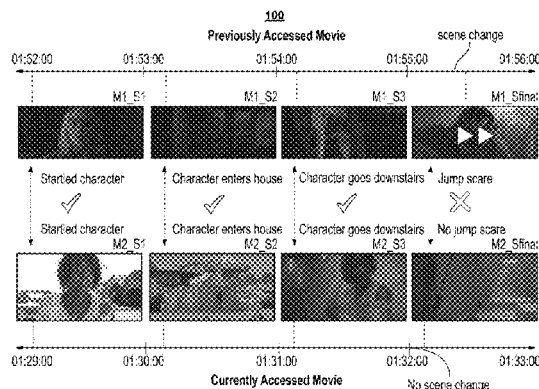 100
Previously Accessed Movie
scene change
01:52:00 01:53:00 01:54:00 01:55:00 01:56:00
M1_S1 M1_S2 M1_S3 M1_Sfinal
Startled character Character enters house Character goes downstairs Jump scare
Startled character Character enters house Character goes downstairs No jump scare
M2_S1 M2_S2 M2_S3 M2_Sfinal
01:29:00 01:30:00 01:31:00 01:32:00 01:33:00
Currently Accessed Movie
No scene change